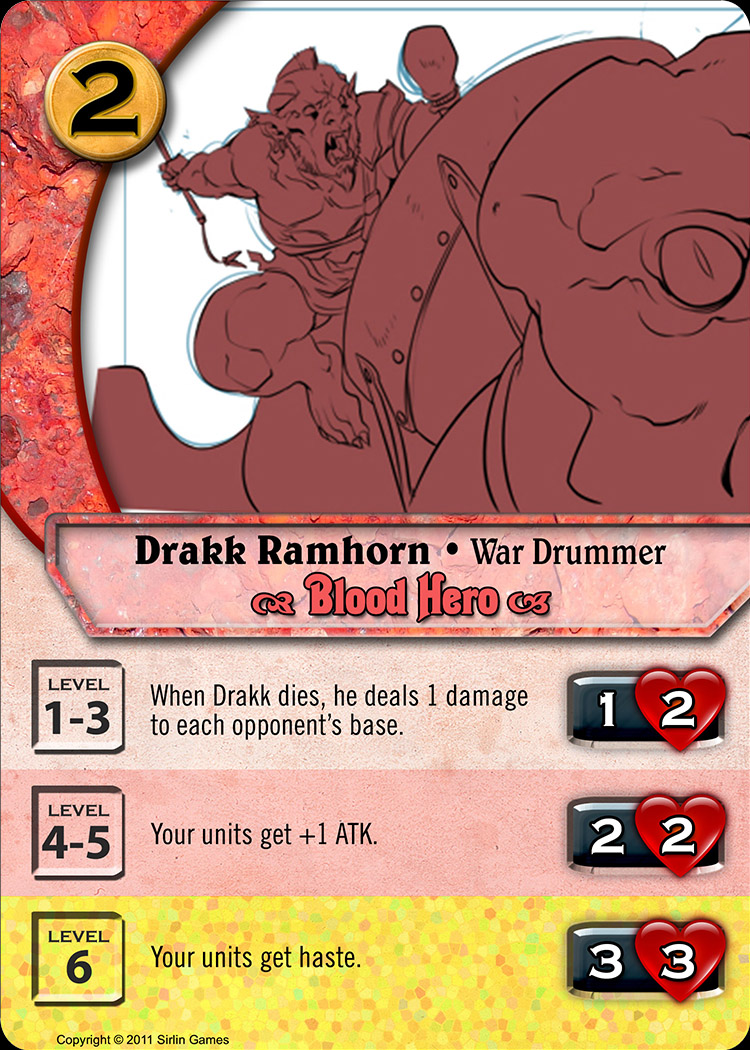 2
Drakk Ramhorn • War Drummer
Blood Hero
LEVEL
1-3
When Drakk dies, he deals 1 damage
to each opponent's base.
1 2
LEVEL
4-5
Your units get +1 ATK.
2 2
LEVEL
6
Your units get haste.
3 3
Copyright © 2011 Sirlin Games